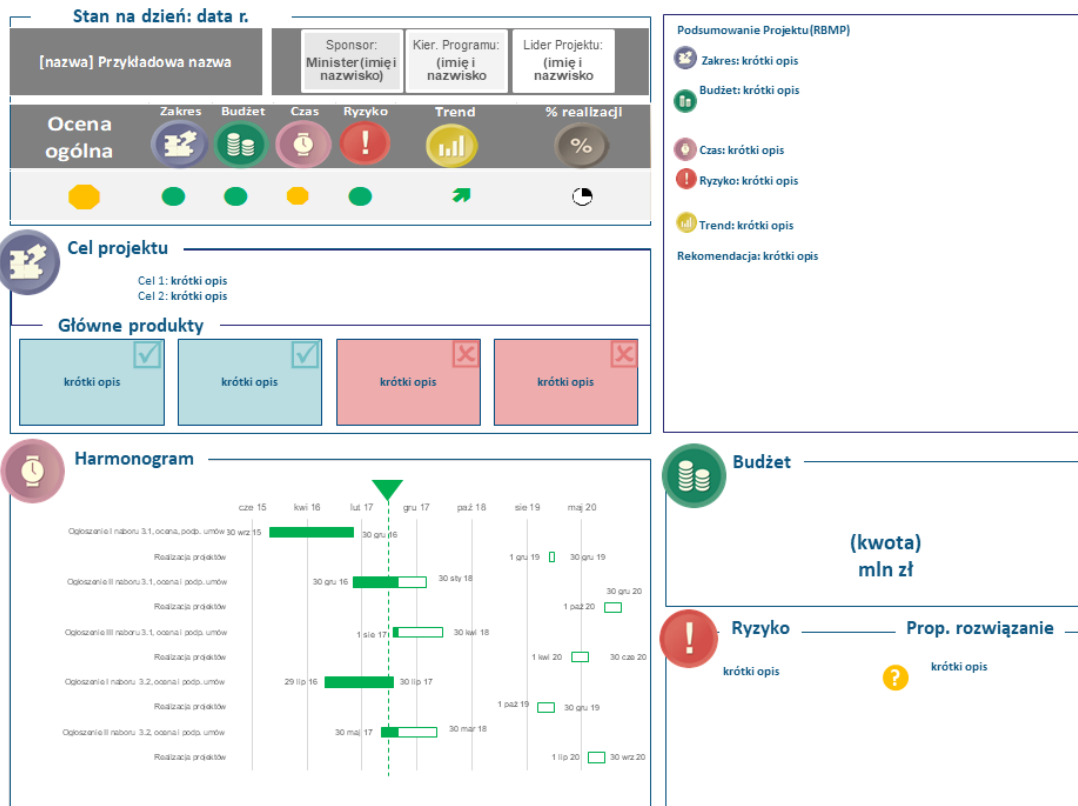 Stan na dzień: data r.
[nazwa] Przykładowa nazwa
Sponsor:
Minister (imię i
nazwisko)
Kier. Programu:
(imię i
nazwisko
Lider Projektu:
(imię i
nazwisko
Ocena
ogólna
Zakres
Budżet
Czas
Ryzyko
Trend
% realizacji
%
Podsumowanie Projektu (RBMP)
Zakres: krótki opis
Budżet: krótki opis
Czas: krótki opis
Ryzyko: krótki opis
Trend: krótki opis
Rekomendacja: krótki opis
Cel projektu
Cel 1: krótki opis
Cel 2: krótki opis
Główne produkty
krótki opis
krótki opis
krótki opis
krótki opis
Harmonogram
cze 15 kwi 16 lut 17 gru 17 paź 18 sie 19 maj 20
Ogłoszenie I naboru 3.1, ocena, podp. umów 30 wrz 15 30 gru 16
Realizacja projektów 1 gru 19 30 gru 19
Ogłoszenie II naboru 3.1, ocena i podp. umów 30 gru 16 30 sty 18
Realizacja projektów 1 paź 20 30 gru 20
Ogłoszenie III naboru 3.1, ocena i podp. umów 1 sie 17 30 kwi 18
Realizacja projektów 1 kwi 20 30 cze 20
Ogłoszenie I naboru 3.2, ocena i podp. umów 29 lip 16 30 lip 17
Realizacja projektów 1 paź 19 30 gru 19
Ogłoszenie II naboru 3.2, ocena i podp. umów 30 maj 17 30 mar 18
Realizacja projektów 1 lip 20 30 wrz 20
Budżet
(kwota)
mln zł
Ryzyko
krótki opis
Prop. rozwiązanie
?
krótki opis